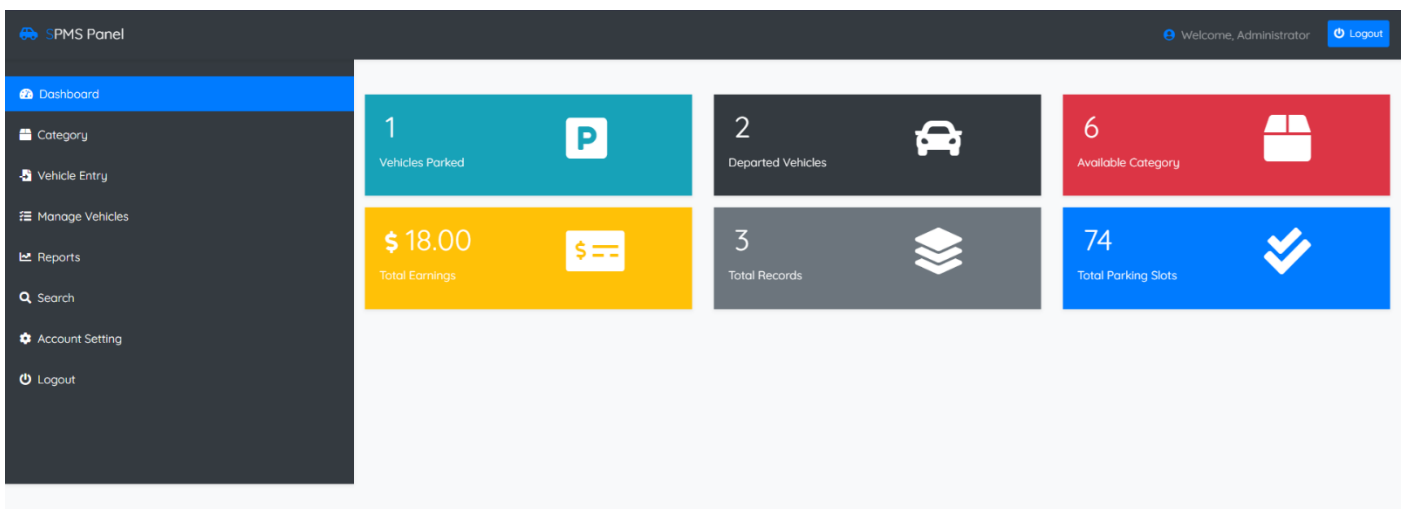 SPMS Panel
Welcome, Administrator
Logout
Dashboard
Category
Vehicle Entry
Manage Vehicles
Reports
Search
Account Setting
Logout
1
Vehicles Parked
P
2
Departed Vehicles
6
Available Category
$ 18.00
Total Earnings
$
3
Total Records
74
Total Parking Slots